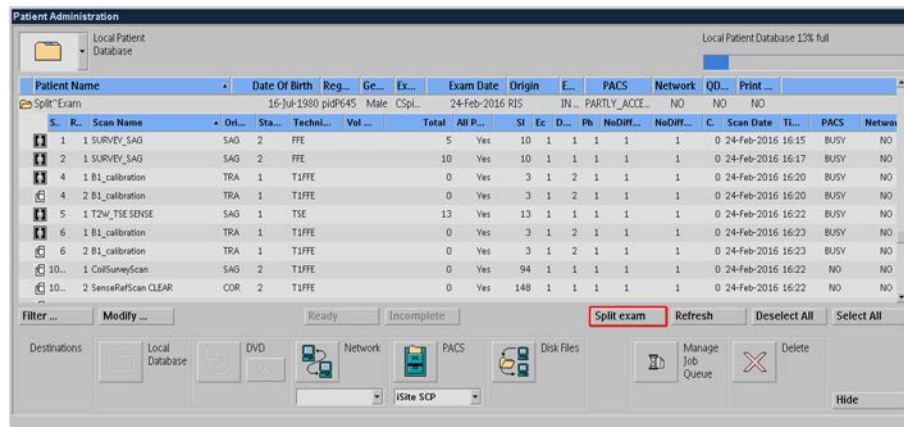 Patient Administration
Local Patient Database
Local Patient Database 13% full
Patient Name Date Of Birth Reg... Ge... Ex... Exam Date Origin E... PACS Network QD... Print ...
Split^Exam 16-Jul-1980 pidP645 Male CSpi... 24-Feb-2016 RIS IN ... PARTLY_ACCE... NO NO NO
S.. R... Scan Name Ori... Sta... Techni... Vol ... Total All P... Sl Ec D... Ph NoDiff... NoDiff... C. Scan Date Ti... PACS Networ
1 1 SURVEY_SAG SAG 2 FFE 5 Yes 10 1 1 1 1 1 0 24-Feb-2016 16:15 BUSY NO
2 1 SURVEY_SAG SAG 2 FFE 10 Yes 10 1 1 1 1 1 0 24-Feb-2016 16:17 BUSY NO
4 1 B1_calibration TRA 1 T1FFE 0 Yes 3 1 2 1 1 1 0 24-Feb-2016 16:20 BUSY NO
4 2 B1_calibration TRA 1 T1FFE 0 Yes 3 1 2 1 1 1 0 24-Feb-2016 16:20 BUSY NO
5 1 T2W_TSE SENSE SAG 1 TSE 13 Yes 13 1 1 1 1 1 0 24-Feb-2016 16:22 BUSY NO
6 1 B1_calibration TRA 1 T1FFE 0 Yes 3 1 2 1 1 1 0 24-Feb-2016 16:23 BUSY NO
6 2 B1_calibration TRA 1 T1FFE 0 Yes 3 1 2 1 1 1 0 24-Feb-2016 16:23 BUSY NO
10... 1 CoilSurveyScan SAG 2 T1FFE 0 Yes 94 1 1 1 1 1 0 24-Feb-2016 16:22 NO NO
10... 2 SenseRefScan CLEAR COR 2 T1FFE 0 Yes 148 1 1 1 1 1 0 24-Feb-2016 16:22 NO NO
Filter ... Modify ... Ready Incomplete Split exam Refresh Deselect All Select All
Destinations Local Database DVD Network PACS Disk Files Manage Job Queue Delete
iSite SCP
Hide